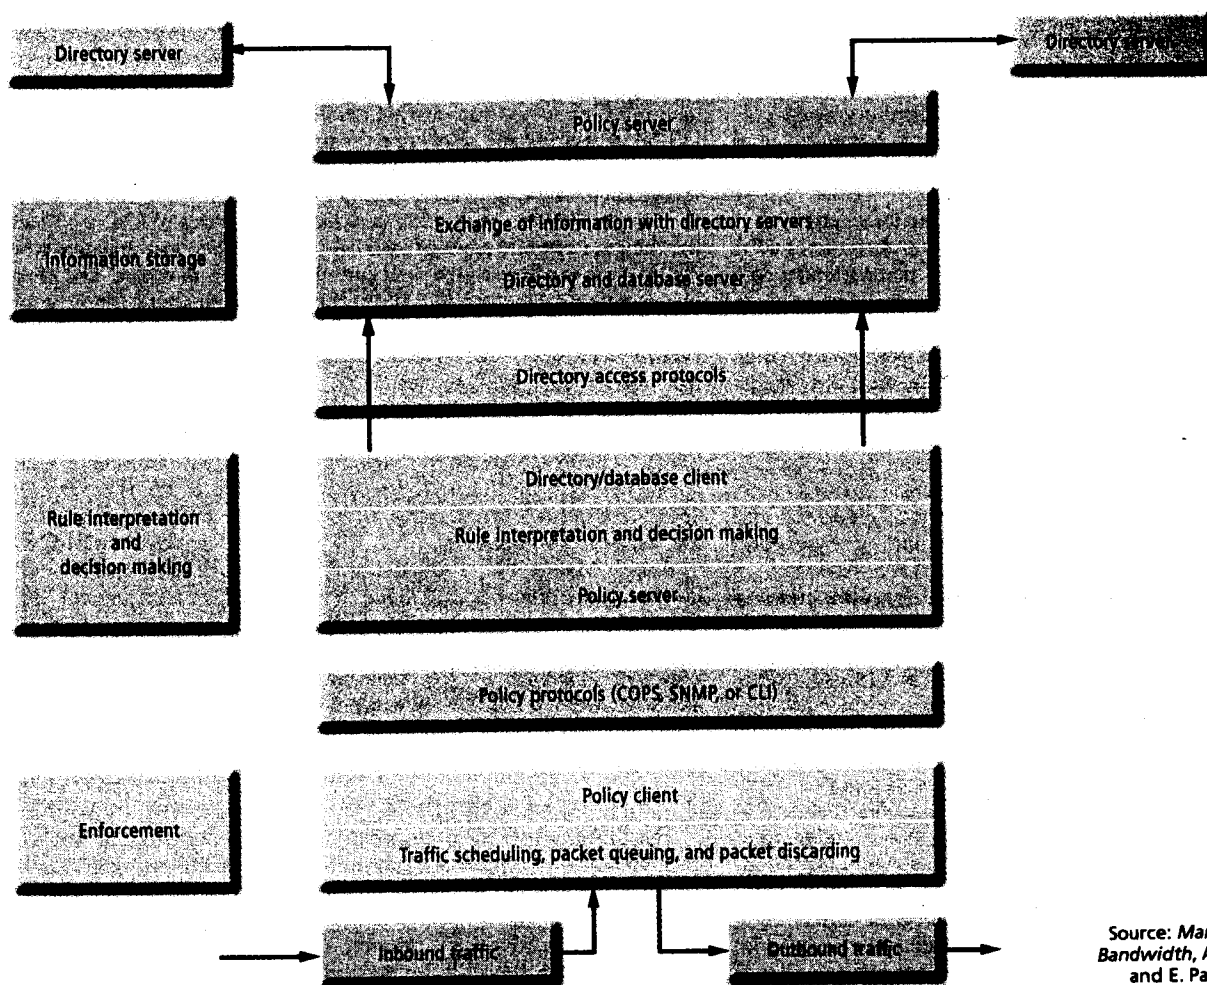 Directory server
Directory server
Policy server
Information storage
Exchange of information with directory servers
Directory and database server
Directory access protocols
Rule interpretation
and
decision making
Directory/database client
Rule interpretation and decision making
Policy server
Policy protocols (COPS, SNMP, or CLI)
Enforcement
Policy client
Traffic scheduling, packet queuing, and packet discarding
Inbound traffic
Outbound traffic
Source:
Bandwidth,
and E.